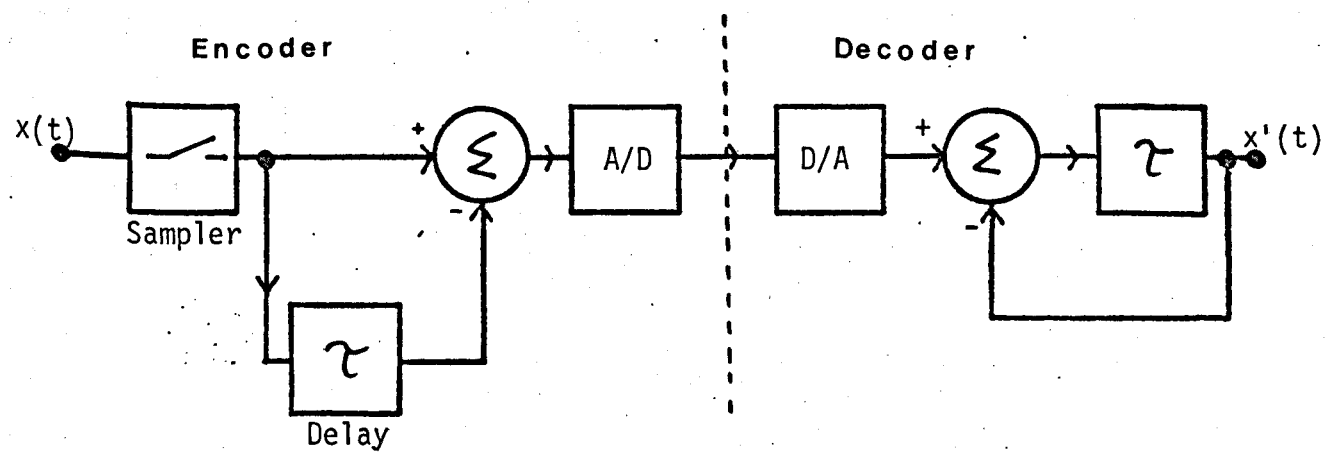 Encoder
Decoder
x(t)
+
Σ
-
A/D
D/A
+
Σ
-
τ
x'(t)
Sampler
τ
Delay